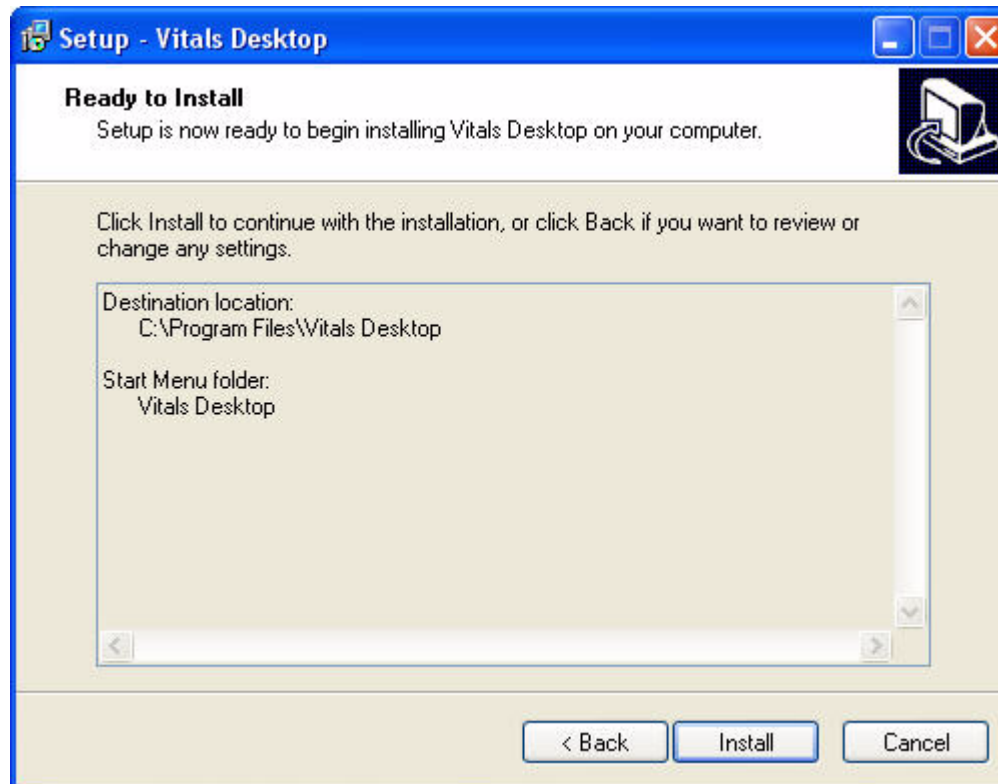 Setup - Vitals Desktop
Ready to Install
Setup is now ready to begin installing Vitals Desktop on your computer.
Click Install to continue with the installation, or click Back if you want to review or
change any settings.
Destination location:
C:\Program Files\Vitals Desktop
Start Menu folder:
Vitals Desktop
< Back Install Cancel